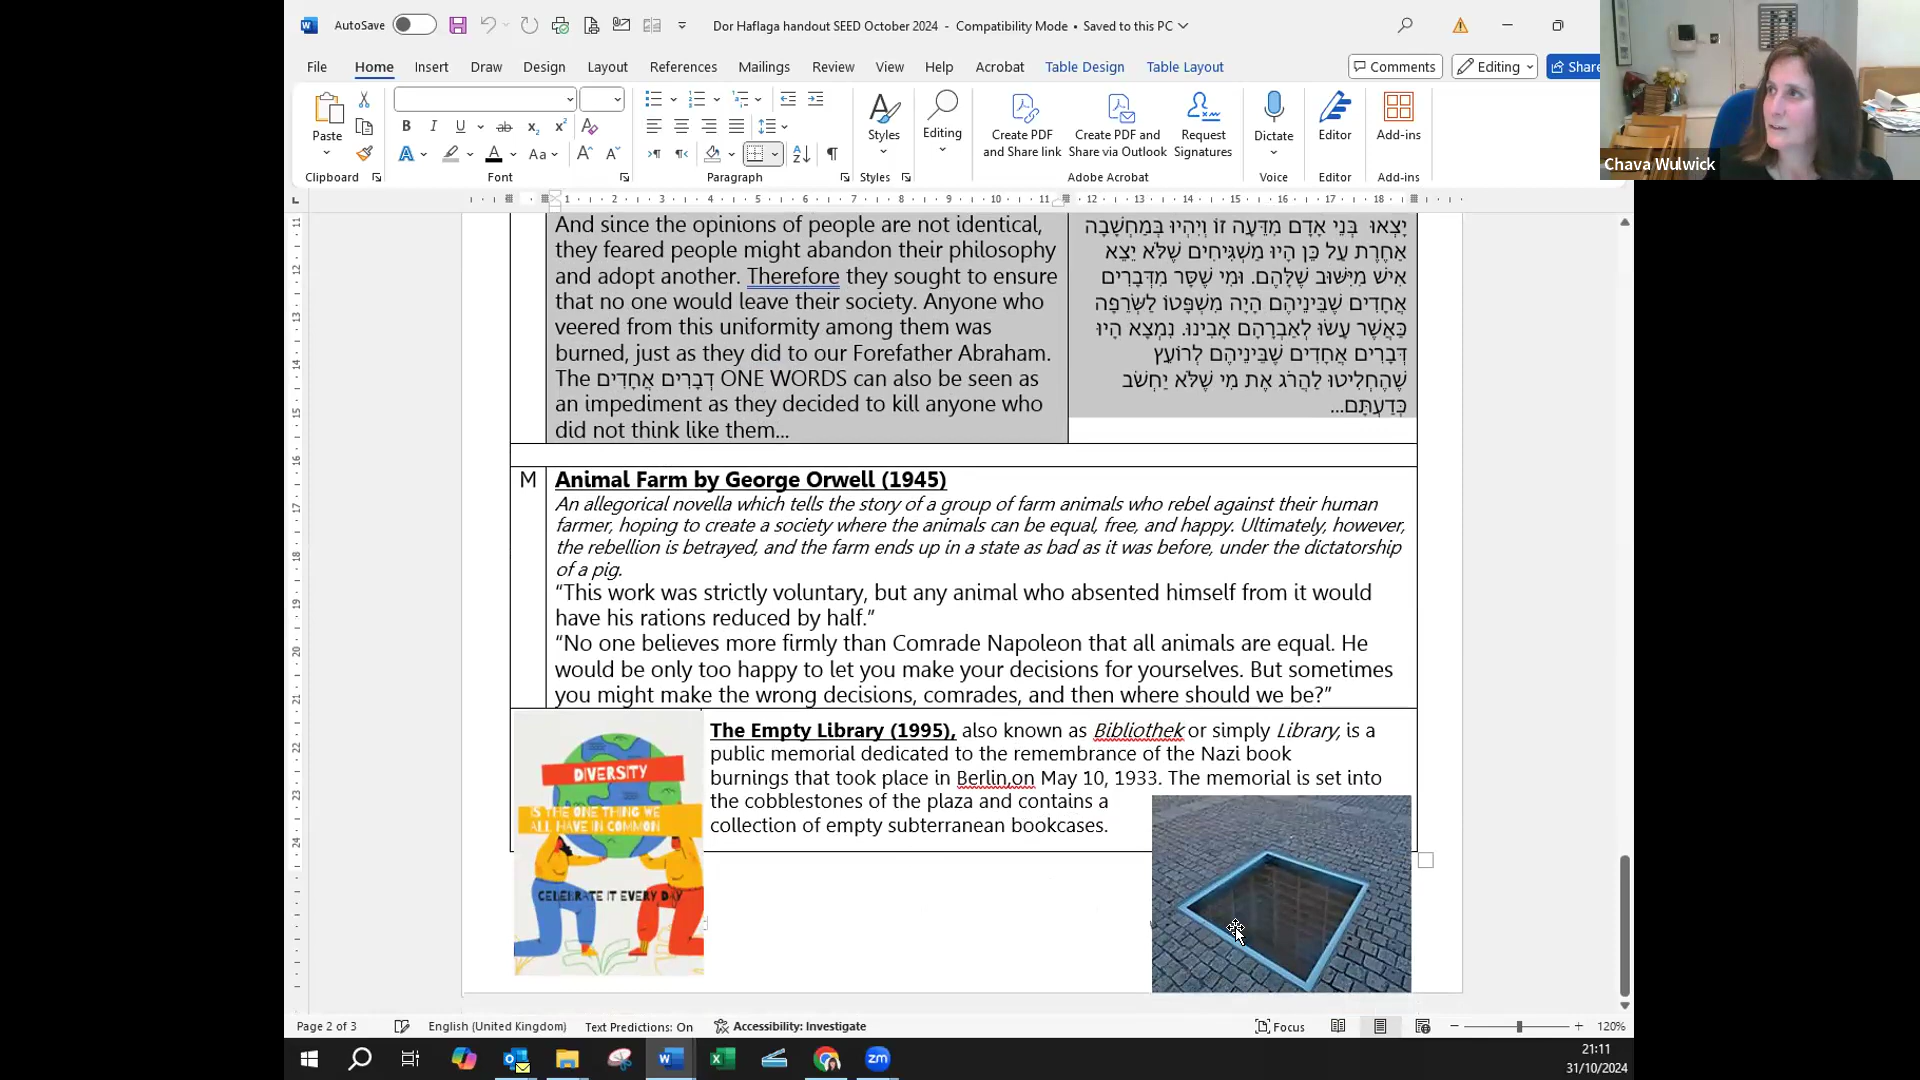 AutoSave
Dor Haflaga handout SEED October 2024 - Compatibility Mode • Saved to this PC
File Home Insert Draw Design Layout References Mailings Review View Help Acrobat Table Design Table Layout
Comments Editing Share
Paste
Clipboard
Font
Paragraph
Styles
Styles
Editing
Create PDF and Share link
Create PDF and Share via Outlook
Request Signatures
Adobe Acrobat
Dictate
Voice
Editor
Editor
Add-ins
Add-ins
Chava Wulwick
And since the opinions of people are not identical,
they feared people might abandon their philosophy
and adopt another. Therefore they sought to ensure
that no one would leave their society. Anyone who
veered from this uniformity among them was
burned, just as they did to our Forefather Abraham.
The דְבָרִים אֲחָדִים ONE WORDS can also be seen as
an impediment as they decided to kill anyone who
did not think like them...
יָצְאוּ בְּנֵי אָדָם מִדֵּעָה זוֹ וְיִהְיוּ בְּמַחְשָׁבָה
אַחֶרֶת עַל כֵּן הָיוּ מַשְׁגִּיחִים שֶׁלֹּא יֵצֵא
אִישׁ מִיִּשּׁוּב שֶׁלָּהֶם. וּמִי שֶׁסָּר מִדְּבָרִים
אֲחָדִים שֶׁבֵּינֵיהֶם הָיָה מִשְׁפָּטוֹ לַשְּׂרֵפָה
כַּאֲשֶׁר עָשׂוּ לְאַבְרָהָם אָבִינוּ. נִמְצָא הָיוּ
דְּבָרִים אֲחָדִים שֶׁבֵּינֵיהֶם לְרוֹעֵץ
שֶׁהֶחְלִיטוּ לַהֲרֹג אֶת מִי שֶׁלֹּא יַחְשֹׁב
כְּדַעְתָּם...
M Animal Farm by George Orwell (1945)
An allegorical novella which tells the story of a group of farm animals who rebel against their human
farmer, hoping to create a society where the animals can be equal, free, and happy. Ultimately, however,
the rebellion is betrayed, and the farm ends up in a state as bad as it was before, under the dictatorship
of a pig.
“This work was strictly voluntary, but any animal who absented himself from it would
have his rations reduced by half.”
“No one believes more firmly than Comrade Napoleon that all animals are equal. He
would be only too happy to let you make your decisions for yourselves. But sometimes
you might make the wrong decisions, comrades, and then where should we be?”
DIVERSITY
IS THE ONE THING WE
ALL HAVE IN COMMON
CELEBRATE IT EVERY DAY
The Empty Library (1995), also known as Bibliothek or simply Library, is a
public memorial dedicated to the remembrance of the Nazi book
burnings that took place in Berlin,on May 10, 1933. The memorial is set into
the cobblestones of the plaza and contains a
collection of empty subterranean bookcases.
Page 2 of 3 English (United Kingdom) Text Predictions: On Accessibility: Investigate Focus 120%
21:11
31/10/2024